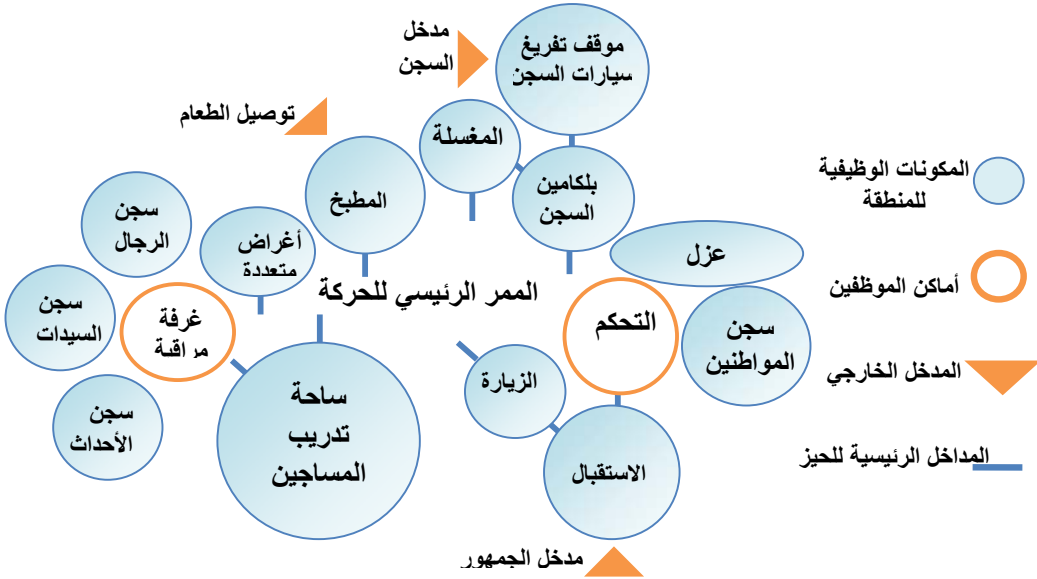 مدخل
السجن
موقف تفريغ
سيارات السجن
توصيل الطعام
المغسلة
بلكامين
السجن
المطبخ
أغراض
متعددة
سجن
الرجال
سجن
السيدات
غرفة
مراقبة
سجن
الأحداث
الممر الرئيسي للحركة
عزل
التحكم
سجن
المواطنين
الزيارة
ساحة
تدريب
المساجين
الاستقبال
مدخل الجمهور
المكونات الوظيفية
للمنطقة
أماكن الموظفين
المدخل الخارجي
المداخل الرئيسية للحيز